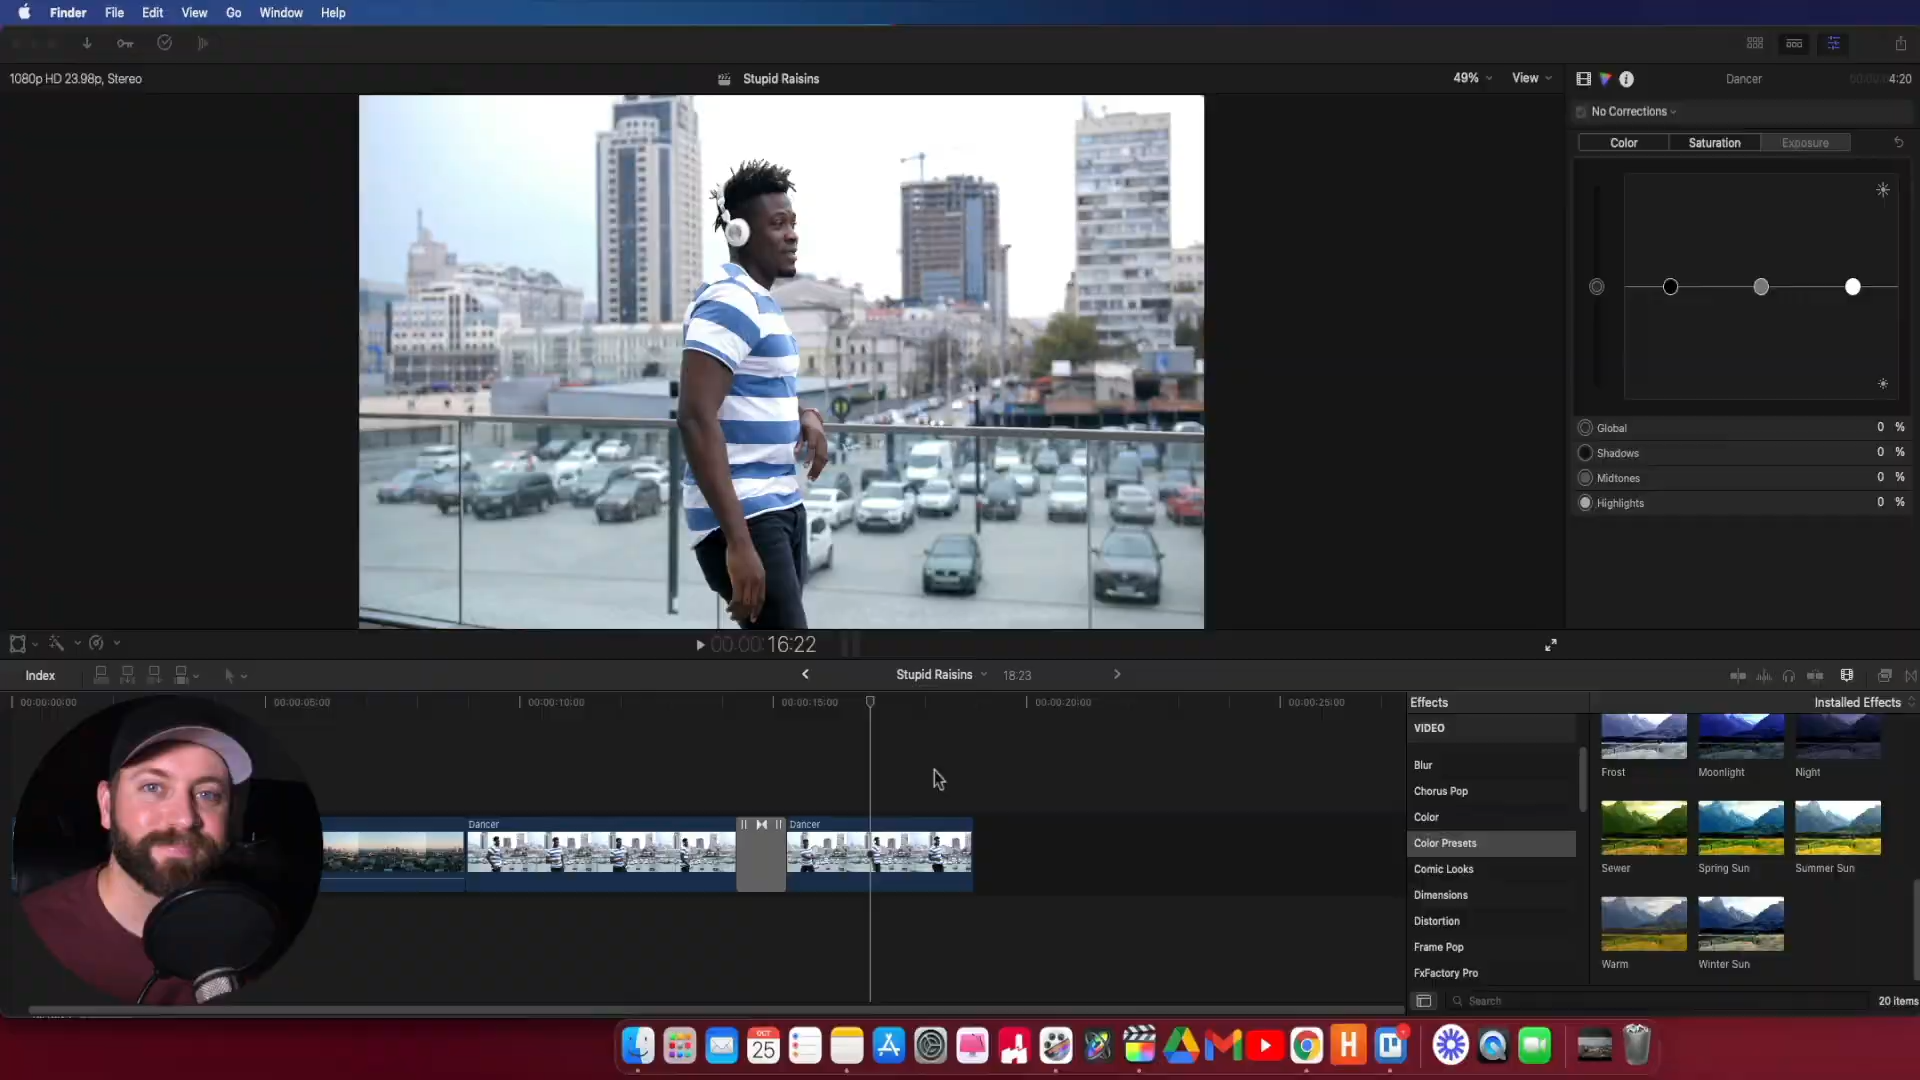 Finder File Edit View Go Window Help
1080p HD 23.98p, Stereo
Stupid Raisins
49%
View
Dancer
00:00:04:20
No Corrections
Color
Saturation
Exposure
Global 0 %
Shadows 0 %
Midtones 0 %
Highlights 0 %
00:00:16:22
Index
Stupid Raisins
18:23
00:00:00:00
00:00:05:00
00:00:10:00
00:00:15:00
00:00:20:00
00:00:25:00
Dancer
Dancer
Effects
Installed Effects
VIDEO
Blur
Chorus Pop
Color
Color Presets
Comic Looks
Dimensions
Distortion
Frame Pop
FxFactory Pro
Frost
Moonlight
Night
Sewer
Spring Sun
Summer Sun
Warm
Winter Sun
Search
20 items
OCT
25
H